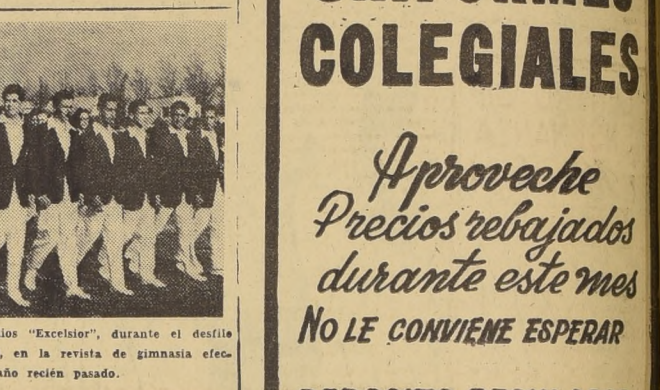 ios "Excelsior", durante el desfile
, en la revista de gimnasia efec-
año recién pasado.
COLEGIALES
Aproveche
Precios rebajados
durante este mes
NO LE CONVIENE ESPERAR